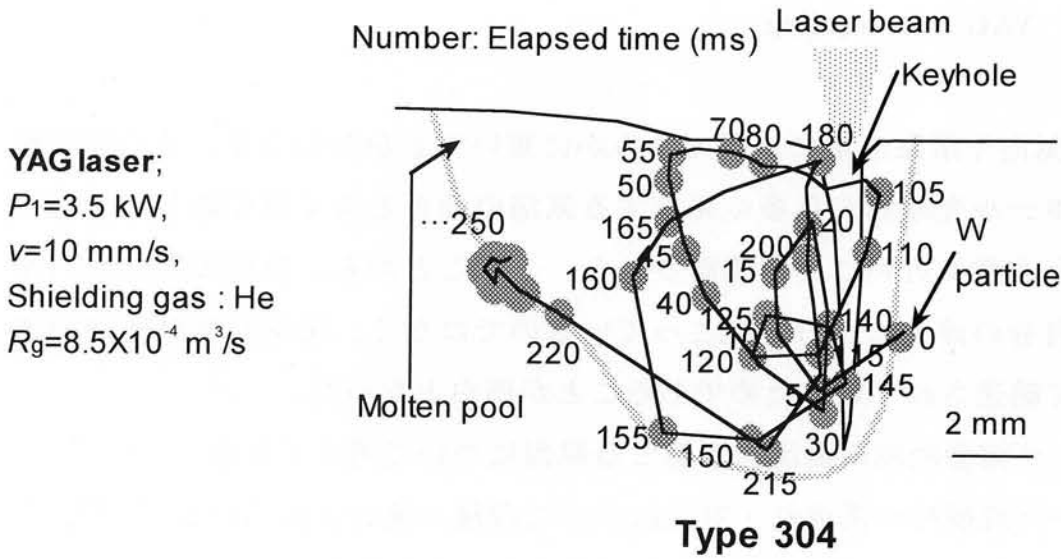 Number: Elapsed time (ms)
Laser beam
Keyhole
YAG laser;
P1=3.5 kW,
v=10 mm/s,
Shielding gas : He
Rg=8.5X10⁻⁴ m³/s
Molten pool
W
particle
55
70
80
180
50
105
…250
165
20
110
45
200
160
15
40
125
140
0
220
120
15
5
145
155
150
30
215
2 mm
Type 304